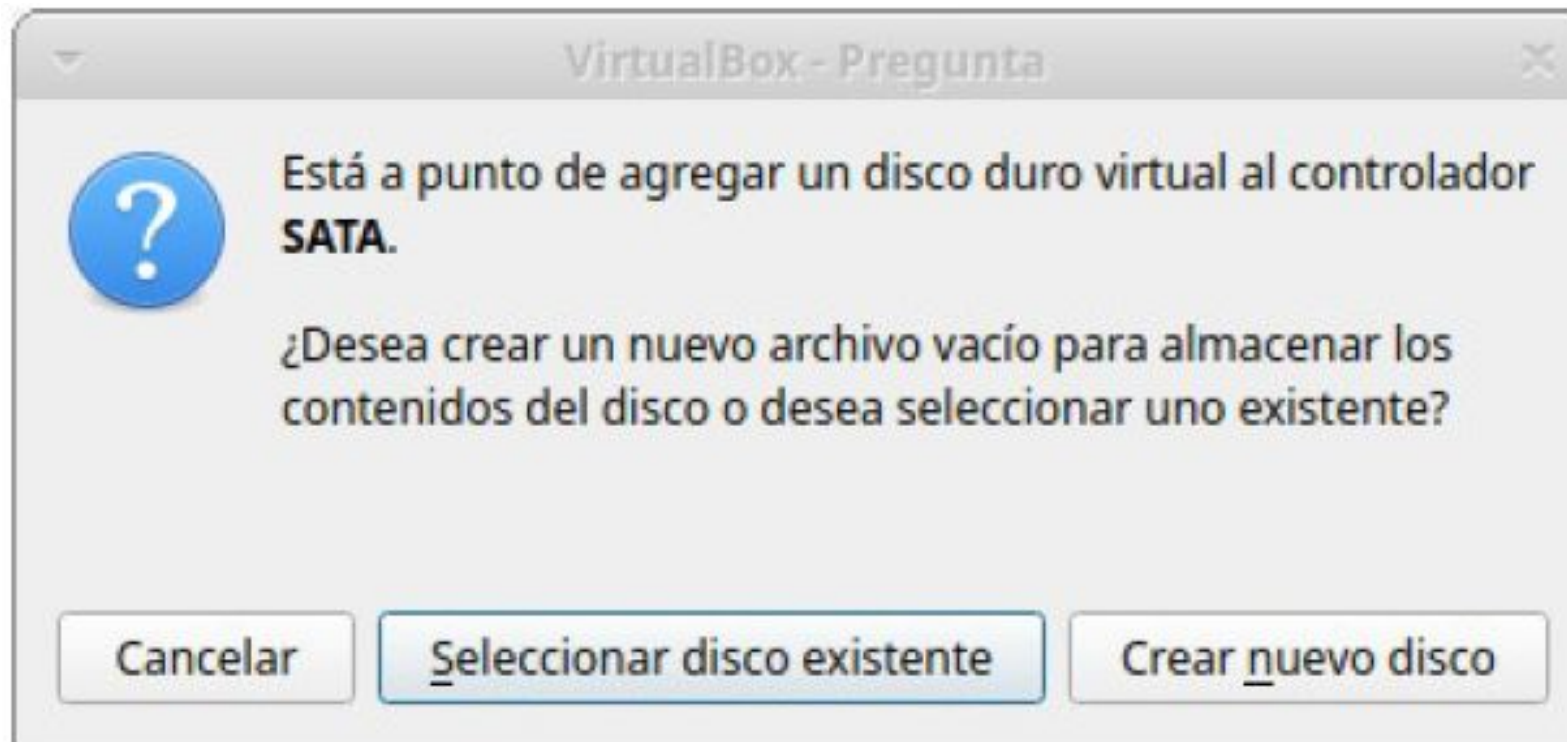 VirtualBox - Pregunta
Está a punto de agregar un disco duro virtual al controlador
SATA.
¿Desea crear un nuevo archivo vacío para almacenar los
contenidos del disco o desea seleccionar uno existente?
Cancelar
Seleccionar disco existente
Crear nuevo disco